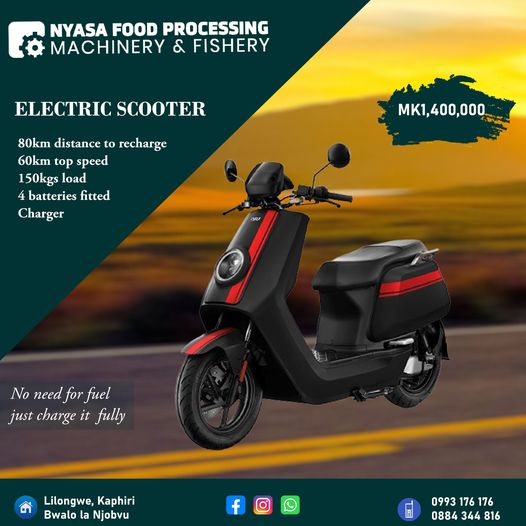 NYASA FOOD PROCESSING
MACHINERY & FISHERY
ELECTRIC SCOOTER
MK1,400,000
80km distance to recharge
60km top speed
150kgs load
4 batteries fitted
Charger
No need for fuel
just charge it fully
Lilongwe, Kaphiri
Bwalo la Njobvu
0993 176 176
0884 344 816